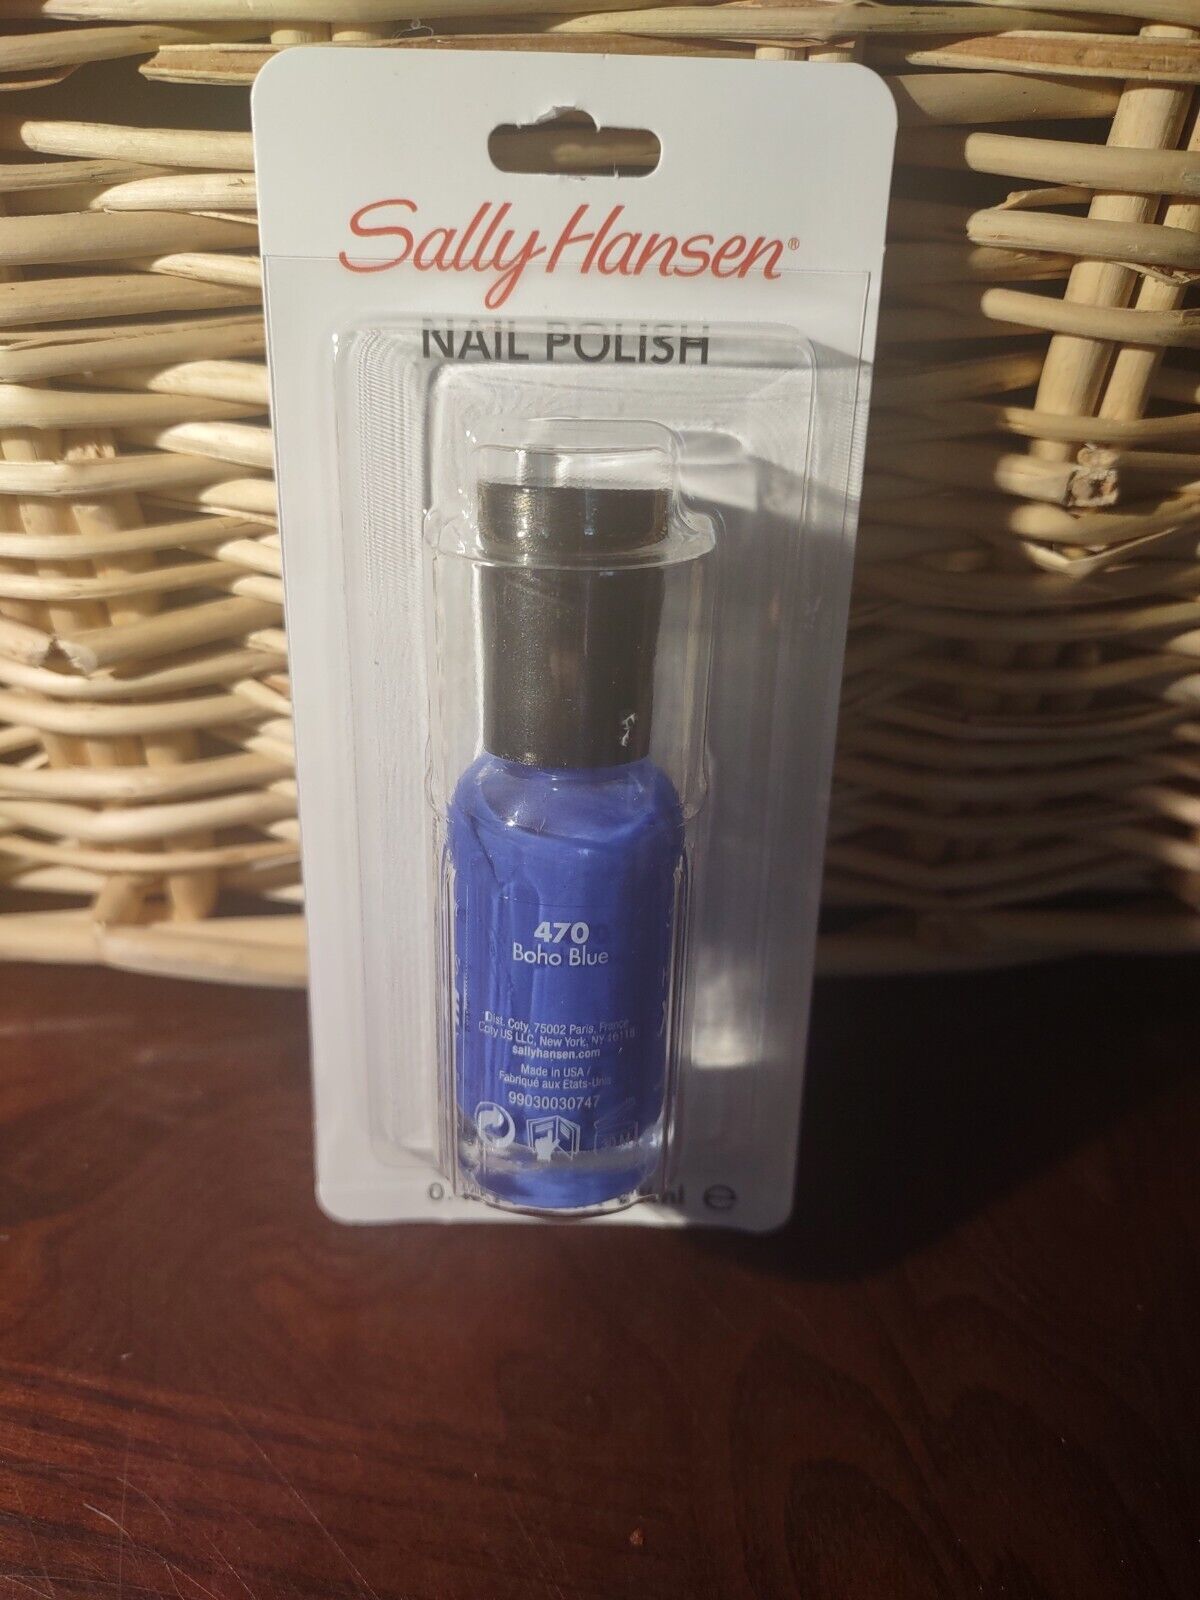 Sally Hansen®
NAIL POLISH
470
Boho Blue
Dist. Coty, 75002 Paris, France
Coty US LLC, New York, NY 10118
sallyhansen.com
Made in USA /
Fabriqué aux États-Unis
99030030747
ml ℮